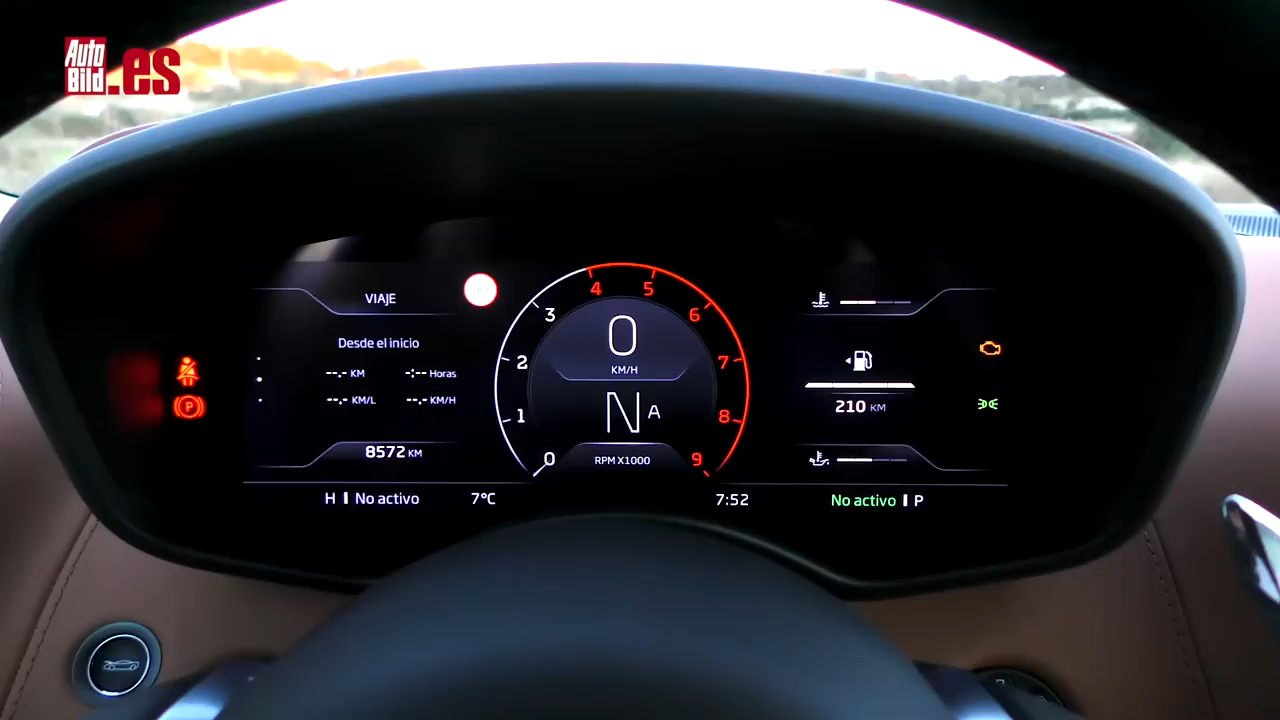 Auto
Bild
.es
VIAJE
Desde el inicio
--,- KM -:-- Horas
--,- KM/L --,- KM/H
8572 KM
H No activo 7°C
0 1 2 3 4 5 6 7 8 9
0
KM/H
N A
RPM X1000
210 KM
7:52
No activo P
P